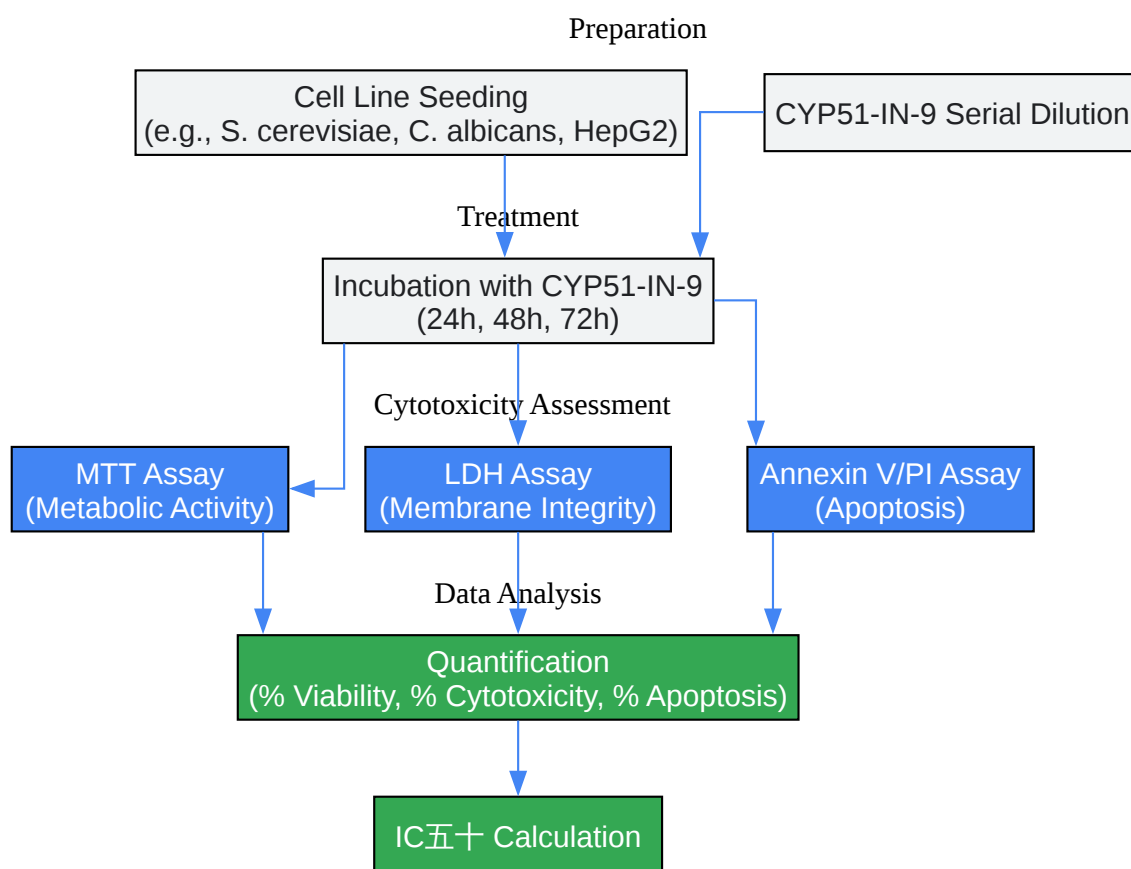 Preparation
Cell Line Seeding
(e.g., S. cerevisiae, C. albicans, HepG2)
CYP51-IN-9 Serial Dilution
Treatment
Incubation with CYP51-IN-9
(24h, 48h, 72h)
Cytotoxicity Assessment
MTT Assay
(Metabolic Activity)
LDH Assay
(Membrane Integrity)
Annexin V/PI Assay
(Apoptosis)
Data Analysis
Quantification
(% Viability, % Cytotoxicity, % Apoptosis)
IC五十 Calculation